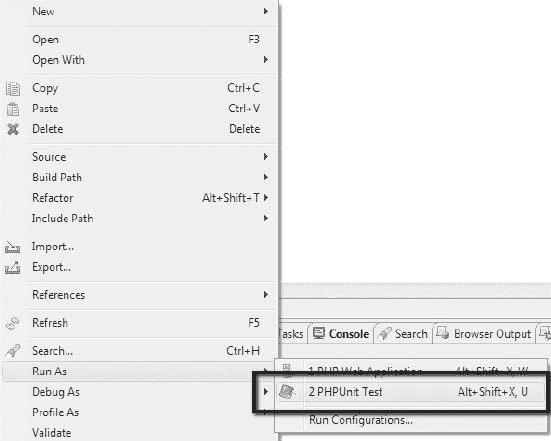 New
Open F3
Open With
Copy Ctrl+C
Paste Ctrl+V
Delete Delete
Source
Build Path
Refactor Alt+Shift+T
Include Path
Import...
Export...
References
Refresh F5
Search... Ctrl+H
Run As
Debug As
Profile As
Validate
Tasks Console Search Browser Output
1 PHP Web Application Alt+Shift+X, W
2 PHPUnit Test Alt+Shift+X, U
Run Configurations...